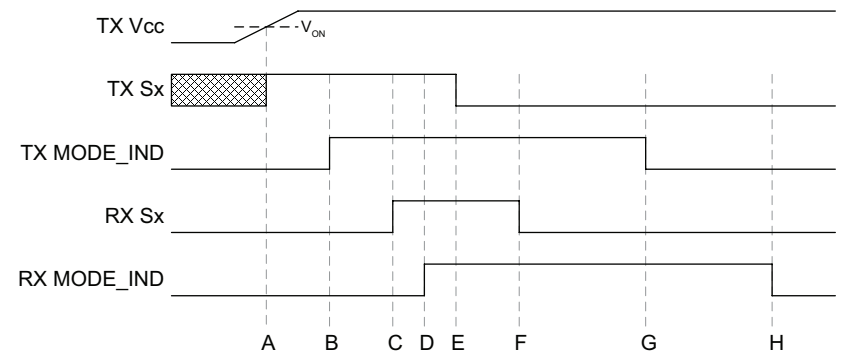 TX Vcc
V_ON
TX Sx
TX MODE_IND
RX Sx
RX MODE_IND
A B C D E F G H